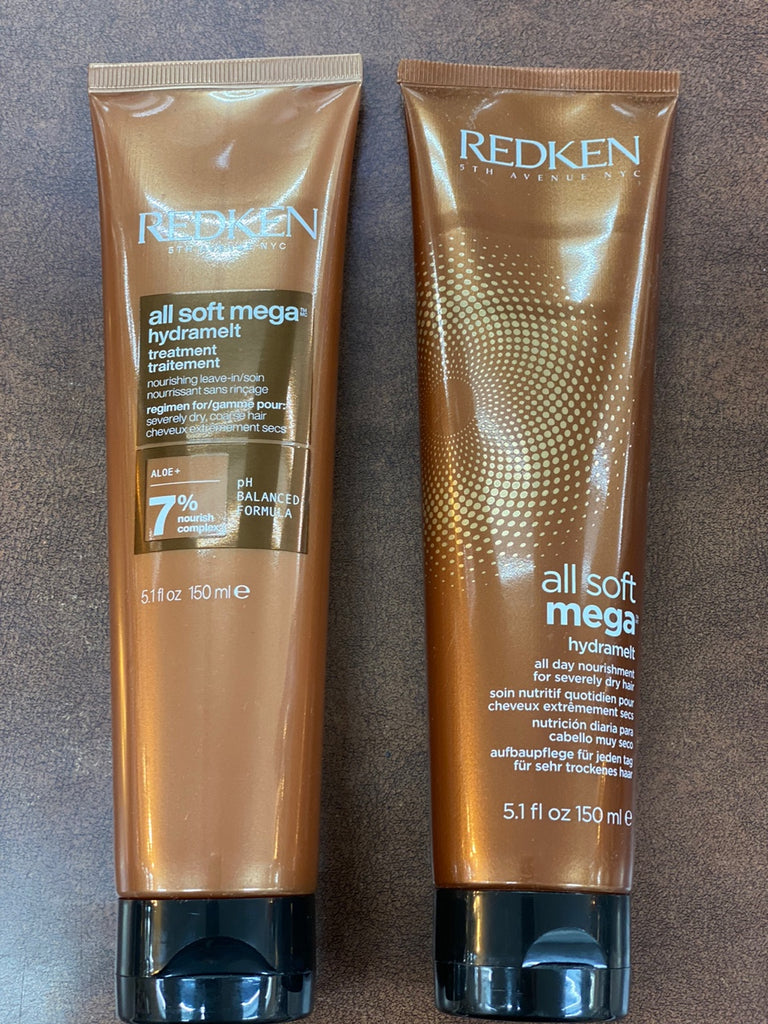 REDKEN
5TH AVENUE NYC
all soft mega
hydramelt
treatment
traitement
nourishing leave-in/soin
nourrissant sans rinçage
regimen for/gamme pour:
severely dry, coarse hair
cheveux extrêmement secs
ALOE+
7%
nourish
complex
pH
BALANCED
FORMULA
5.1 fl oz 150 ml e
REDKEN
5TH AVENUE NYC
all soft
mega
hydramelt
all day nourishment
for severely dry hair
soin nutritif quotidien pour
cheveux extrêmement secs
nutrición diaria para
cabello muy seco
aufbaupflege für jeden tag
für sehr trockenes haar
5.1 fl oz 150 ml e